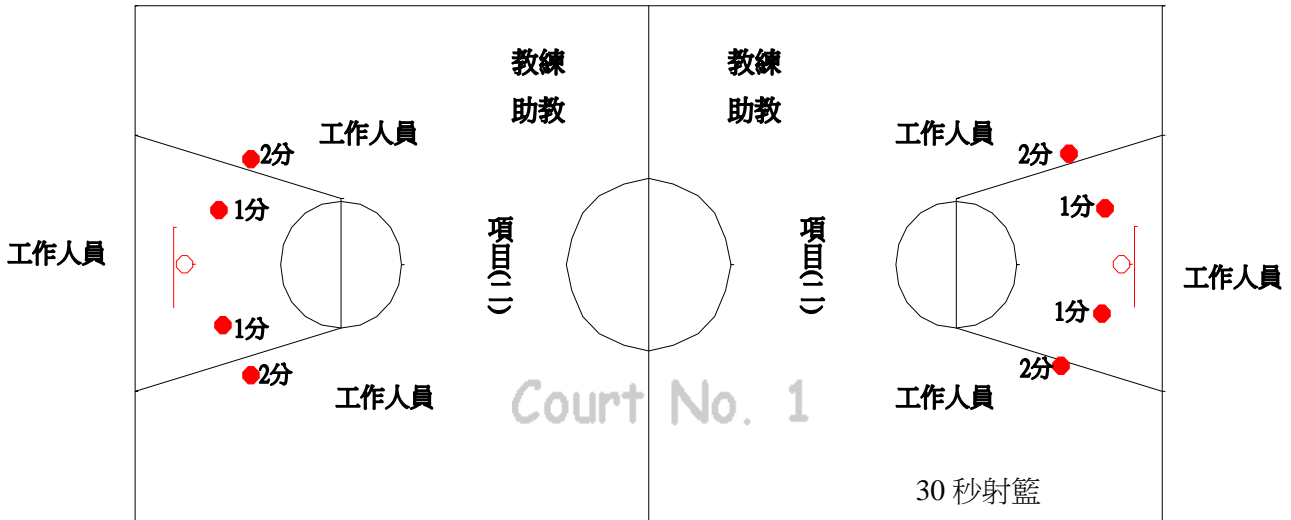 教練
教練
助教
助教
工作人員
工作人員
2分
2分
1分
1分
工作人員
項目(二)
項目(二)
工作人員
1分
1分
2分
2分
工作人員
工作人員
Court No. 1
30 秒射籃